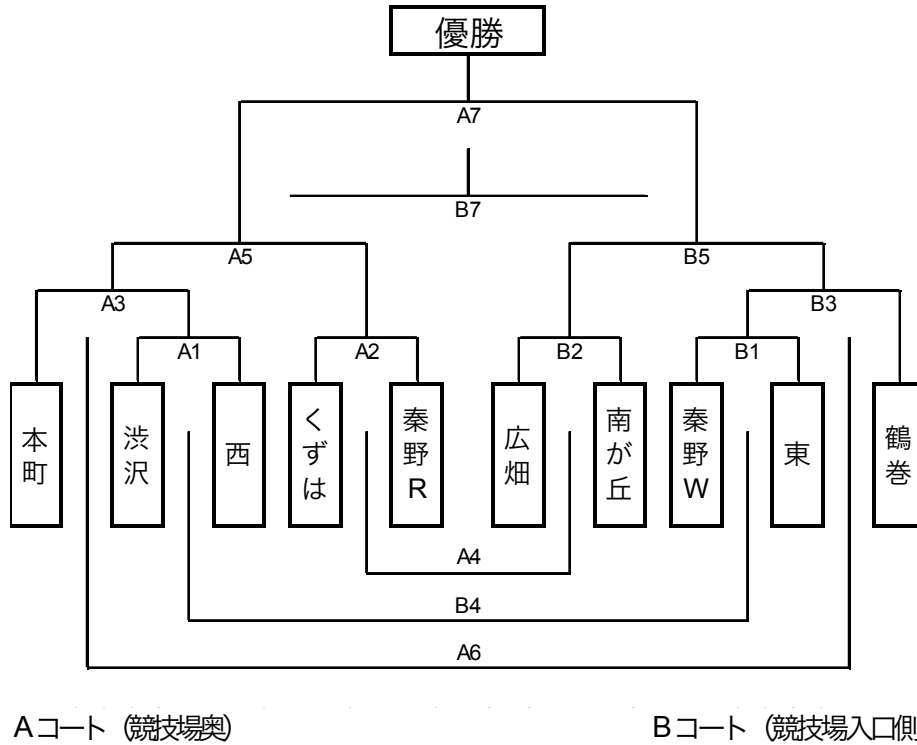 優勝
A7
B7
A5
B5
A3
B3
A1
A2
B2
B1
本町
渋沢
西
くずは
秦野R
広畑
南が丘
秦野W
東
鶴巻
A4
B4
A6
Aコート（競技場奥）
Bコート（競技場入口側